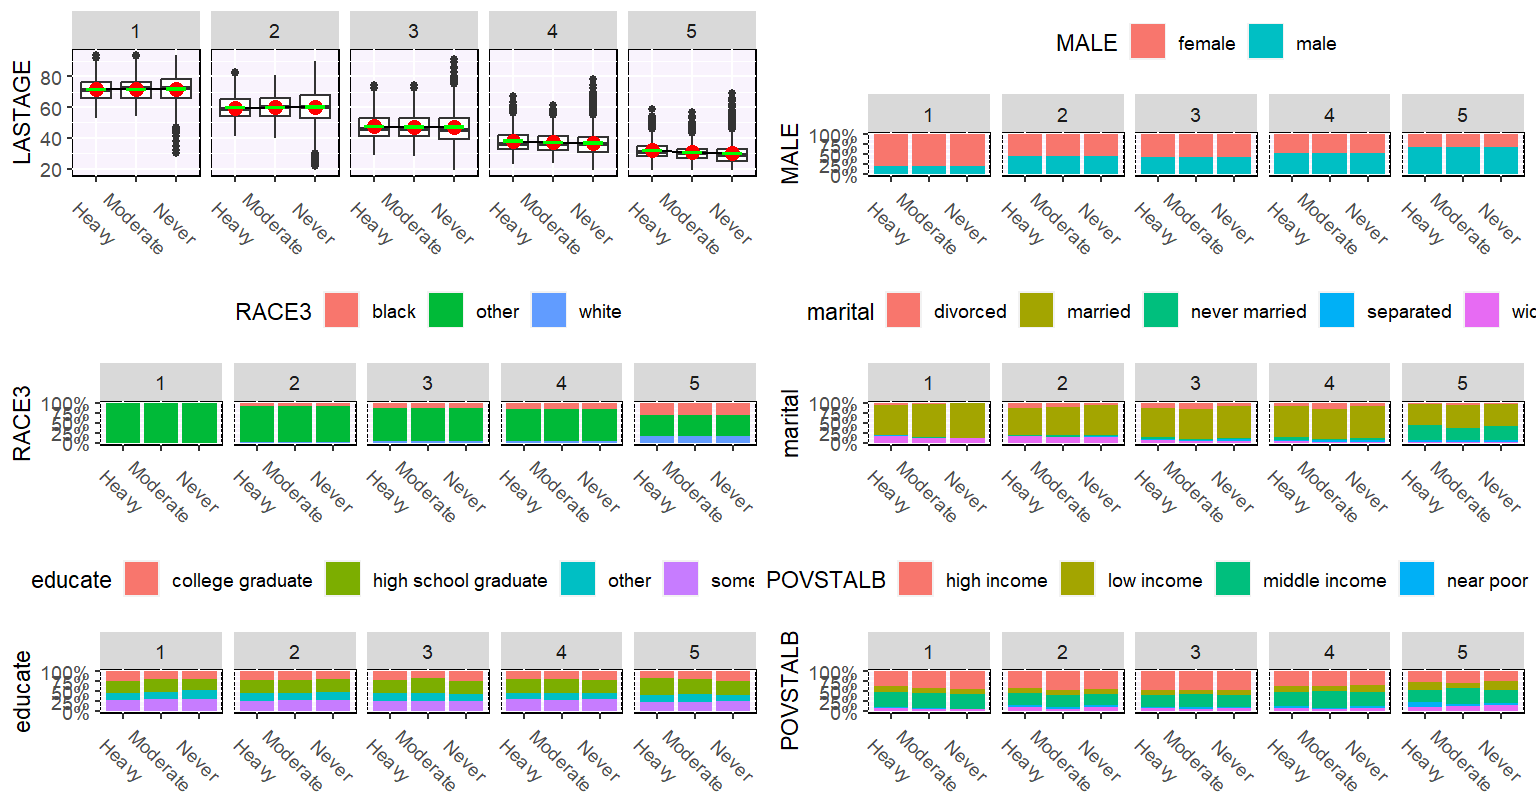 1 2 3 4 5
LASTAGE
80
60
40
20
Heavy Moderate Never Heavy Moderate Never Heavy Moderate Never Heavy Moderate Never Heavy Moderate Never
MALE female male
1 2 3 4 5
MALE
100%
75%
50%
25%
0%
Heavy Moderate Never Heavy Moderate Never Heavy Moderate Never Heavy Moderate Never Heavy Moderate Never
RACE3 black other white
1 2 3 4 5
RACE3
100%
75%
50%
25%
0%
Heavy Moderate Never Heavy Moderate Never Heavy Moderate Never Heavy Moderate Never Heavy Moderate Never
marital divorced married never married separated wid
1 2 3 4 5
marital
100%
75%
50%
25%
0%
Heavy Moderate Never Heavy Moderate Never Heavy Moderate Never Heavy Moderate Never Heavy Moderate Never
educate college graduate high school graduate other some
1 2 3 4 5
educate
100%
75%
50%
25%
0%
Heavy Moderate Never Heavy Moderate Never Heavy Moderate Never Heavy Moderate Never Heavy Moderate Never
POVSTALB high income low income middle income near poor
1 2 3 4 5
POVSTALB
100%
75%
50%
25%
0%
Heavy Moderate Never Heavy Moderate Never Heavy Moderate Never Heavy Moderate Never Heavy Moderate Never